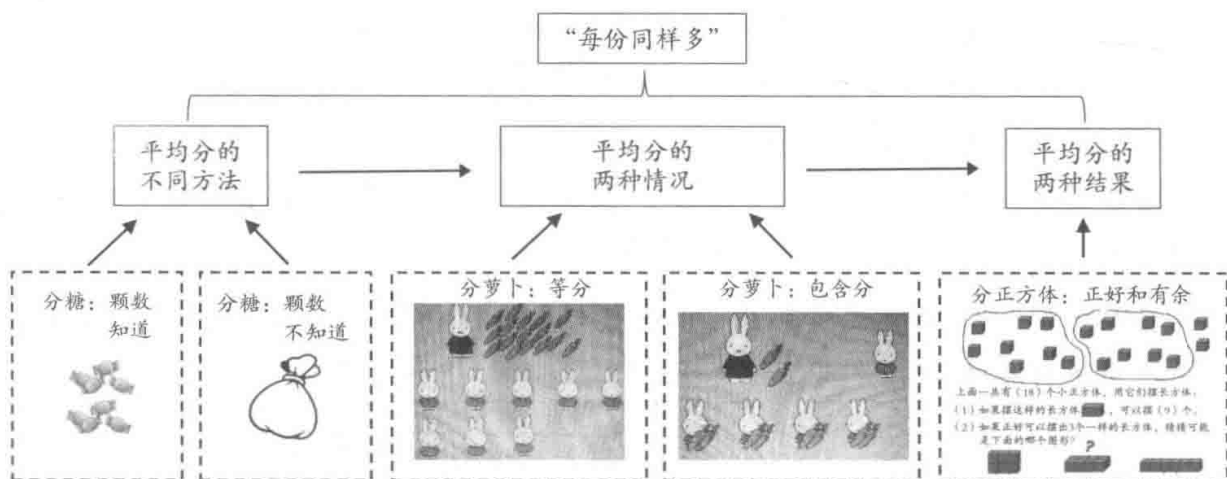 “每份同样多”
平均分的
不同方法
平均分的
两种情况
平均分的
两种结果
分糖：颗数
知道
分糖：颗数
不知道
分萝卜：等分
分萝卜：包含分
分正方体：正好和有余
上面一共有（18）个小正方体，用它们摆长方体：
（1）如果摆这样的长方体，可以摆（9）个。
（2）如果正好可以摆出3个一样的长方体，猜猜可能
是下面的哪个图形？
?